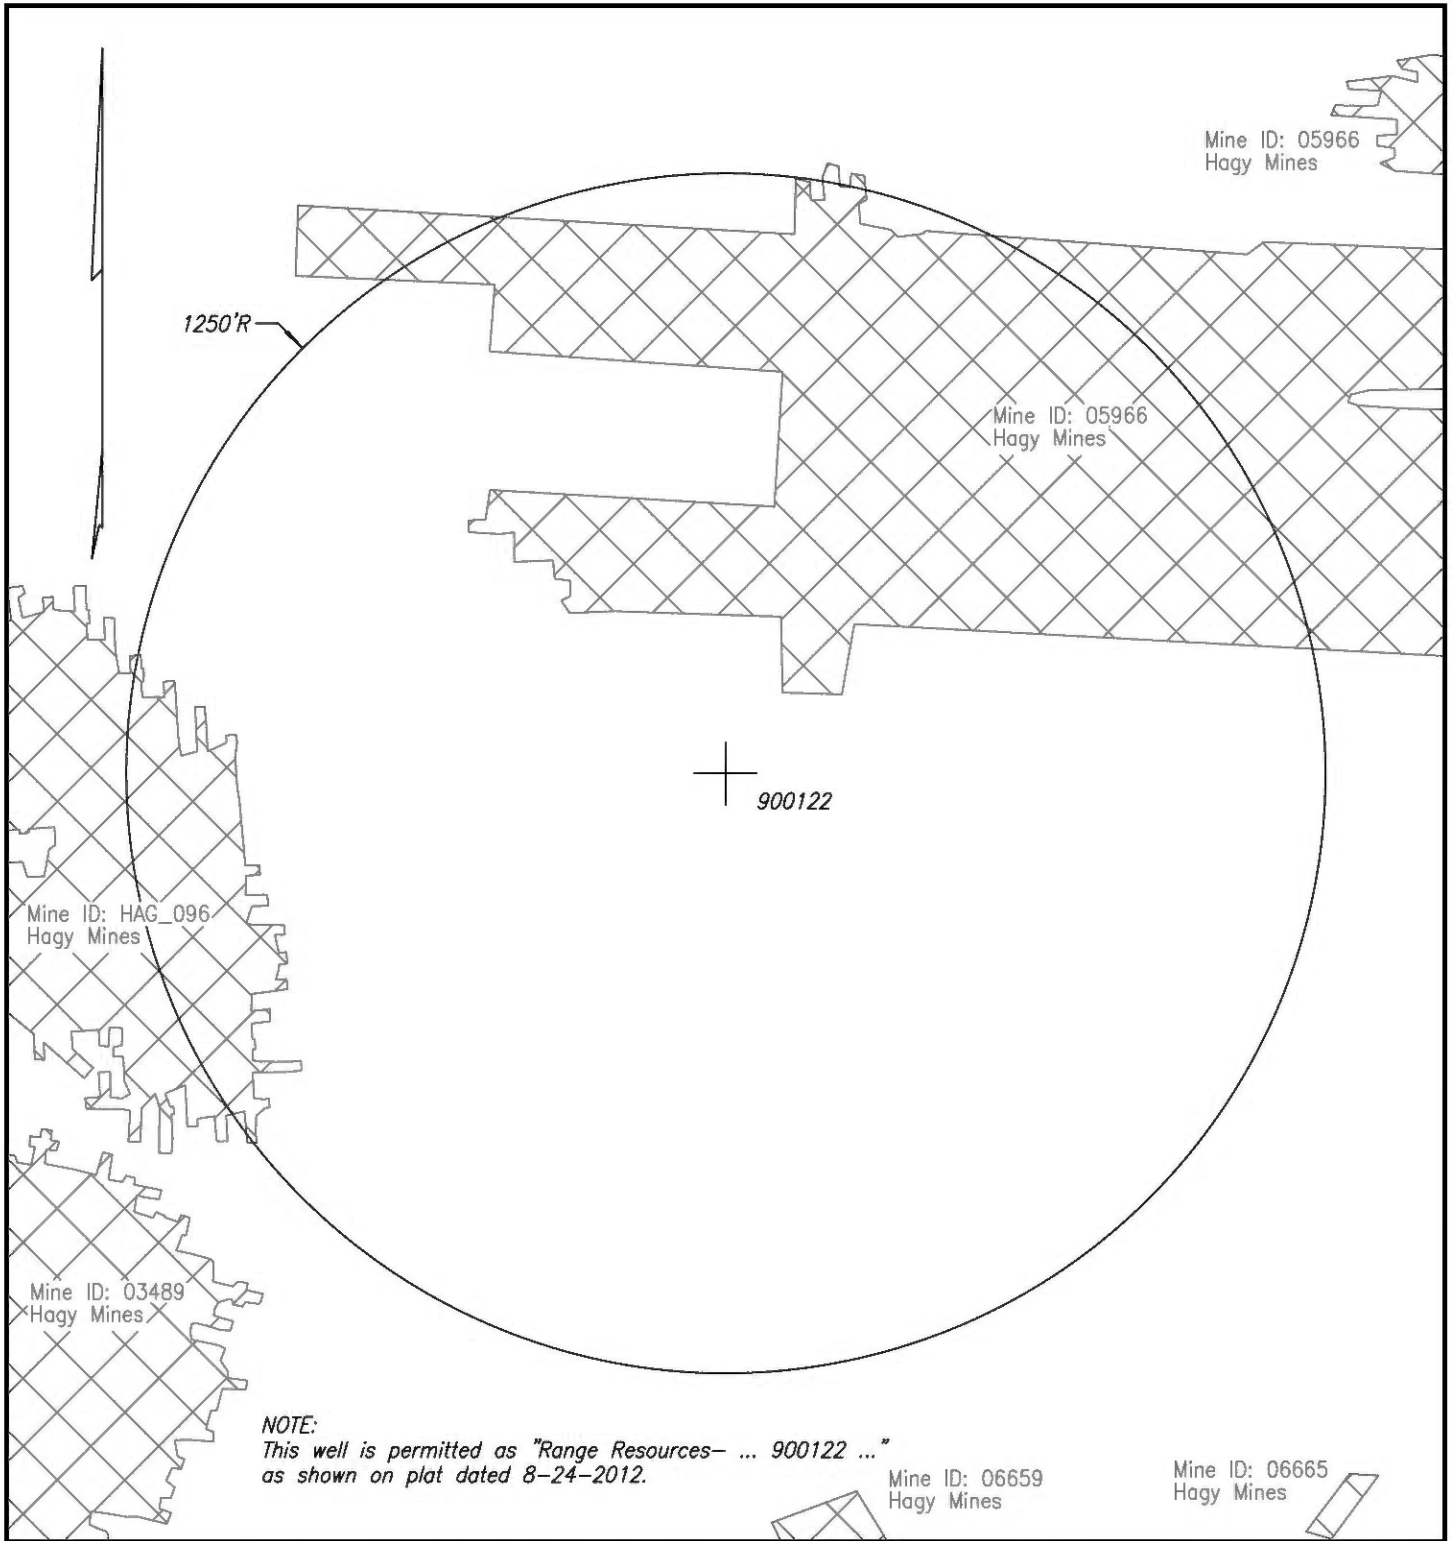 Mine ID: 05966
Hagy Mines
1250'R
Mine ID: 05966
Hagy Mines
900122
Mine ID: HAG_096
Hagy Mines
Mine ID: 03489
Hagy Mines
NOTE:
This well is permitted as "Range Resources– ... 900122 ..."
as shown on plat dated 8–24–2012.
Mine ID: 06659
Hagy Mines
Mine ID: 06665
Hagy Mines